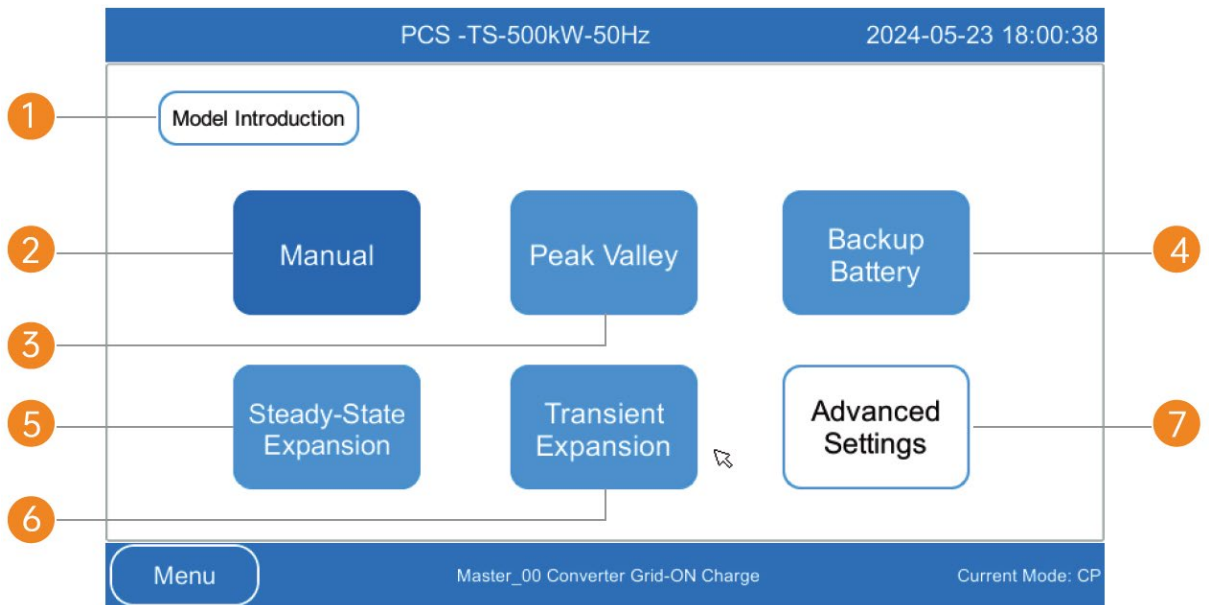 PCS -TS-500kW-50Hz 2024-05-23 18:00:38
1 Model Introduction
2 Manual
Peak Valley
Backup
Battery
4
3
5 Steady-State
Expansion
Transient
Expansion
Advanced
Settings
7
6
Menu Master_00 Converter Grid-ON Charge Current Mode: CP